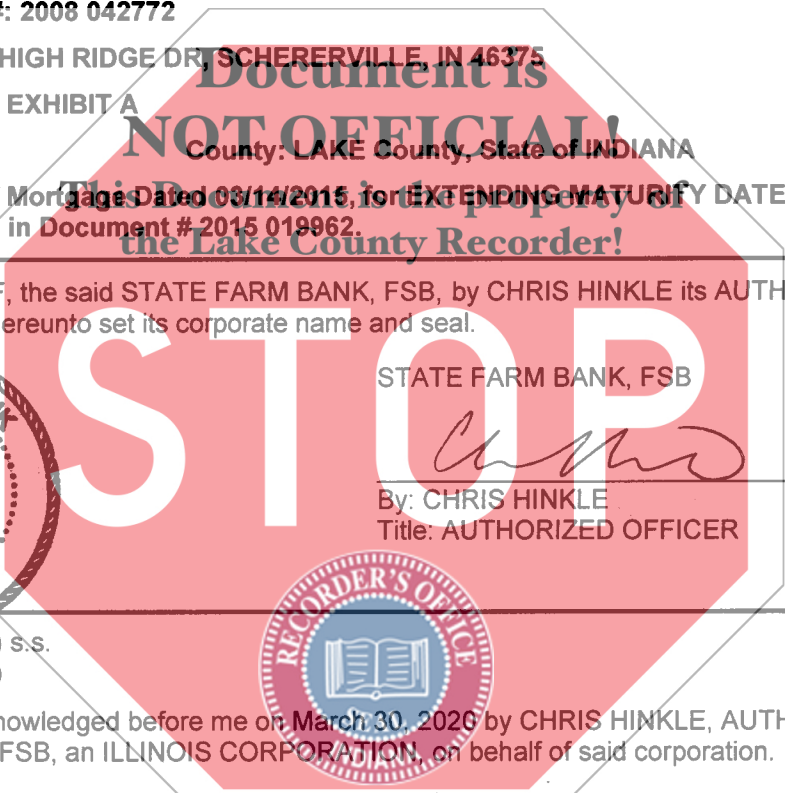 #: 2008 042772
HIGH RIDGE DR, SCHERERVILLE, IN 46375
Document is
EXHIBIT A
NOT OFFICIAL!
County: LAKE County, State of INDIANA
Mortgage Dated 03/14/2015, for EXTENDING MATURITY DATE
This Document is the property of
in Document # 2015 019962.
the Lake County Recorder!
F, the said STATE FARM BANK, FSB, by CHRIS HINKLE its AUTH
ereunto set its corporate name and seal.
STOP
STATE FARM BANK, FSB
By: CHRIS HINKLE
Title: AUTHORIZED OFFICER
RECORDER'S OFFICE
) s.s.
)
nowledged before me on March 30, 2020 by CHRIS HINKLE, AUTH
FSB, an ILLINOIS CORPORATION, on behalf of said corporation.
SEAL
INDIANA